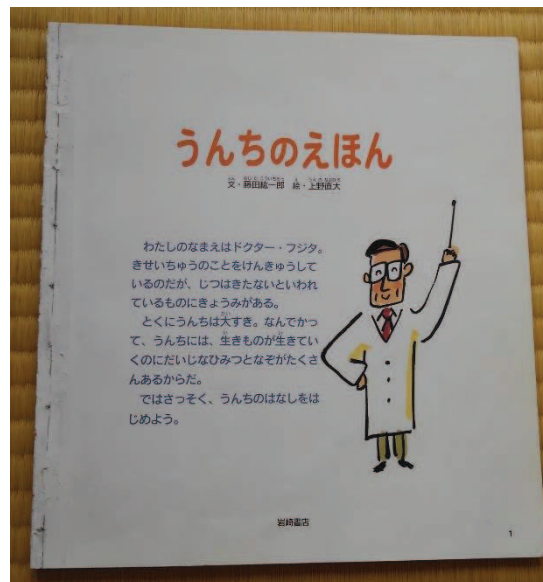 うんちのえほん
文・藤田紘一郎 絵・上野直大
わたしのなまえはドクター・フジタ。
きせいちゅうのことをけんきゅうして
いるのだが、じつはきたないといわれ
ているものにきょうみがある。
とくにうんちは大すき。なんでかっ
て、うんちには、生きものが生きてい
くのにだいじなひみつとなぞがたくさ
んあるからだ。
ではさっそく、うんちのはなしをは
じめよう。
岩崎書店
1